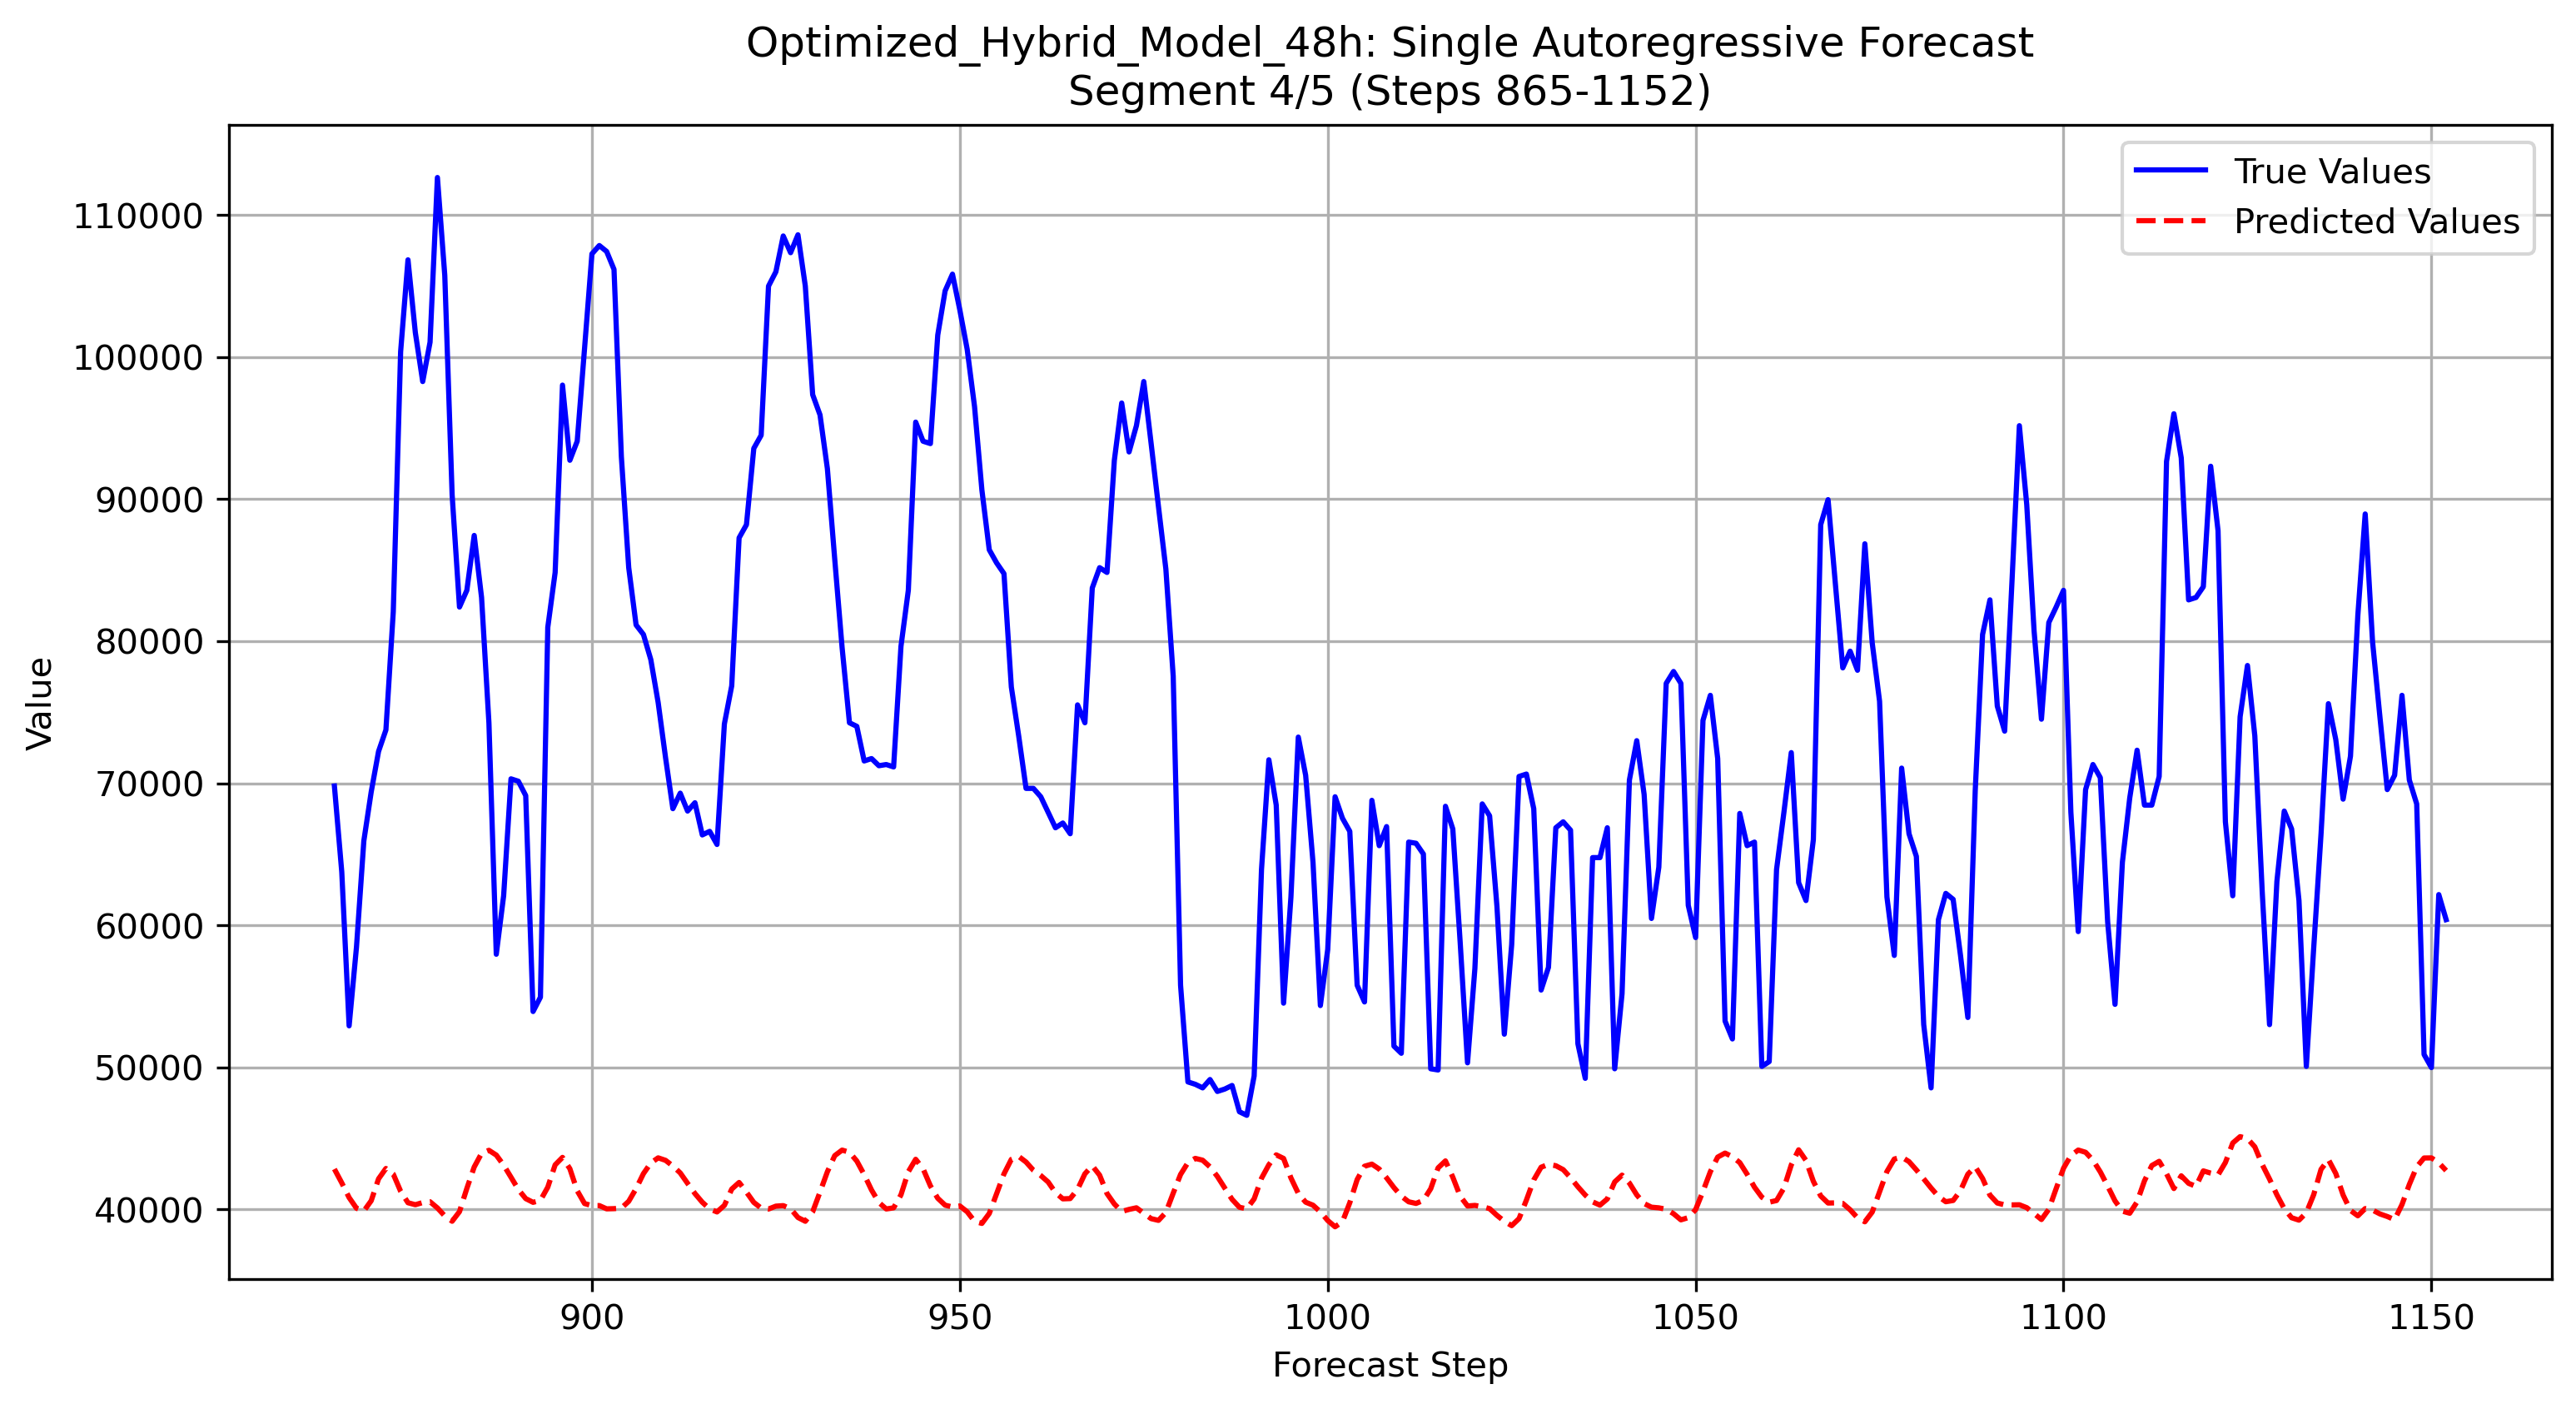 Optimized_Hybrid_Model_48h: Single Autoregressive Forecast
Segment 4/5 (Steps 865-1152)
True Values
Predicted Values
Value
110000
100000
90000
80000
70000
60000
50000
40000
900
950
1000
1050
1100
1150
Forecast Step